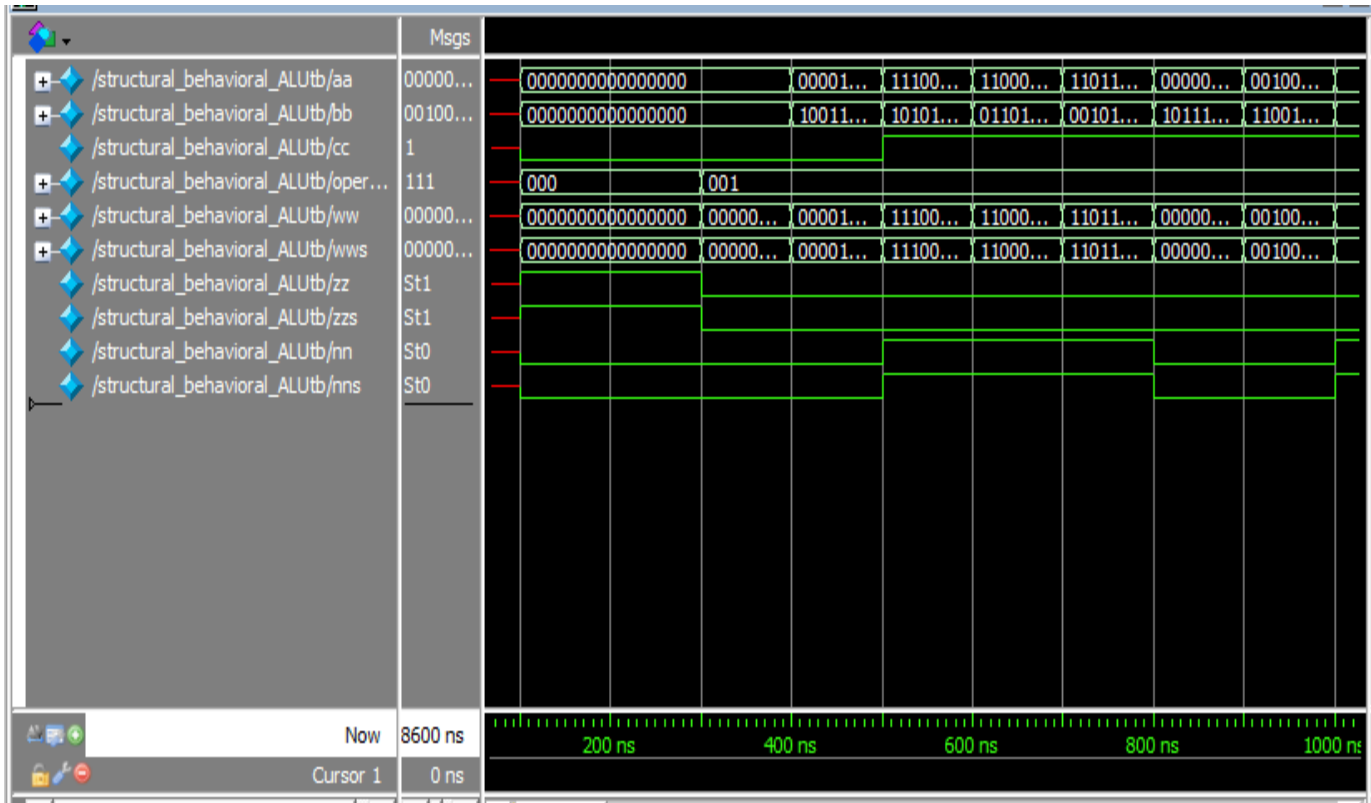 Msgs
/structural_behavioral_ALUtb/aa 00000... 0000000000000000 00001... 11100... 11000... 11011... 00000... 00100...
/structural_behavioral_ALUtb/bb 00100... 0000000000000000 10011... 10101... 01101... 00101... 10111... 11001...
/structural_behavioral_ALUtb/cc 1
/structural_behavioral_ALUtb/oper... 111 000 001
/structural_behavioral_ALUtb/ww 00000... 0000000000000000 00000... 00001... 11100... 11000... 11011... 00000... 00100...
/structural_behavioral_ALUtb/wws 00000... 0000000000000000 00000... 00001... 11100... 11000... 11011... 00000... 00100...
/structural_behavioral_ALUtb/zz St1
/structural_behavioral_ALUtb/zzs St1
/structural_behavioral_ALUtb/nn St0
/structural_behavioral_ALUtb/nns St0
Now 8600 ns 200 ns 400 ns 600 ns 800 ns 1000 ns
Cursor 1 0 ns